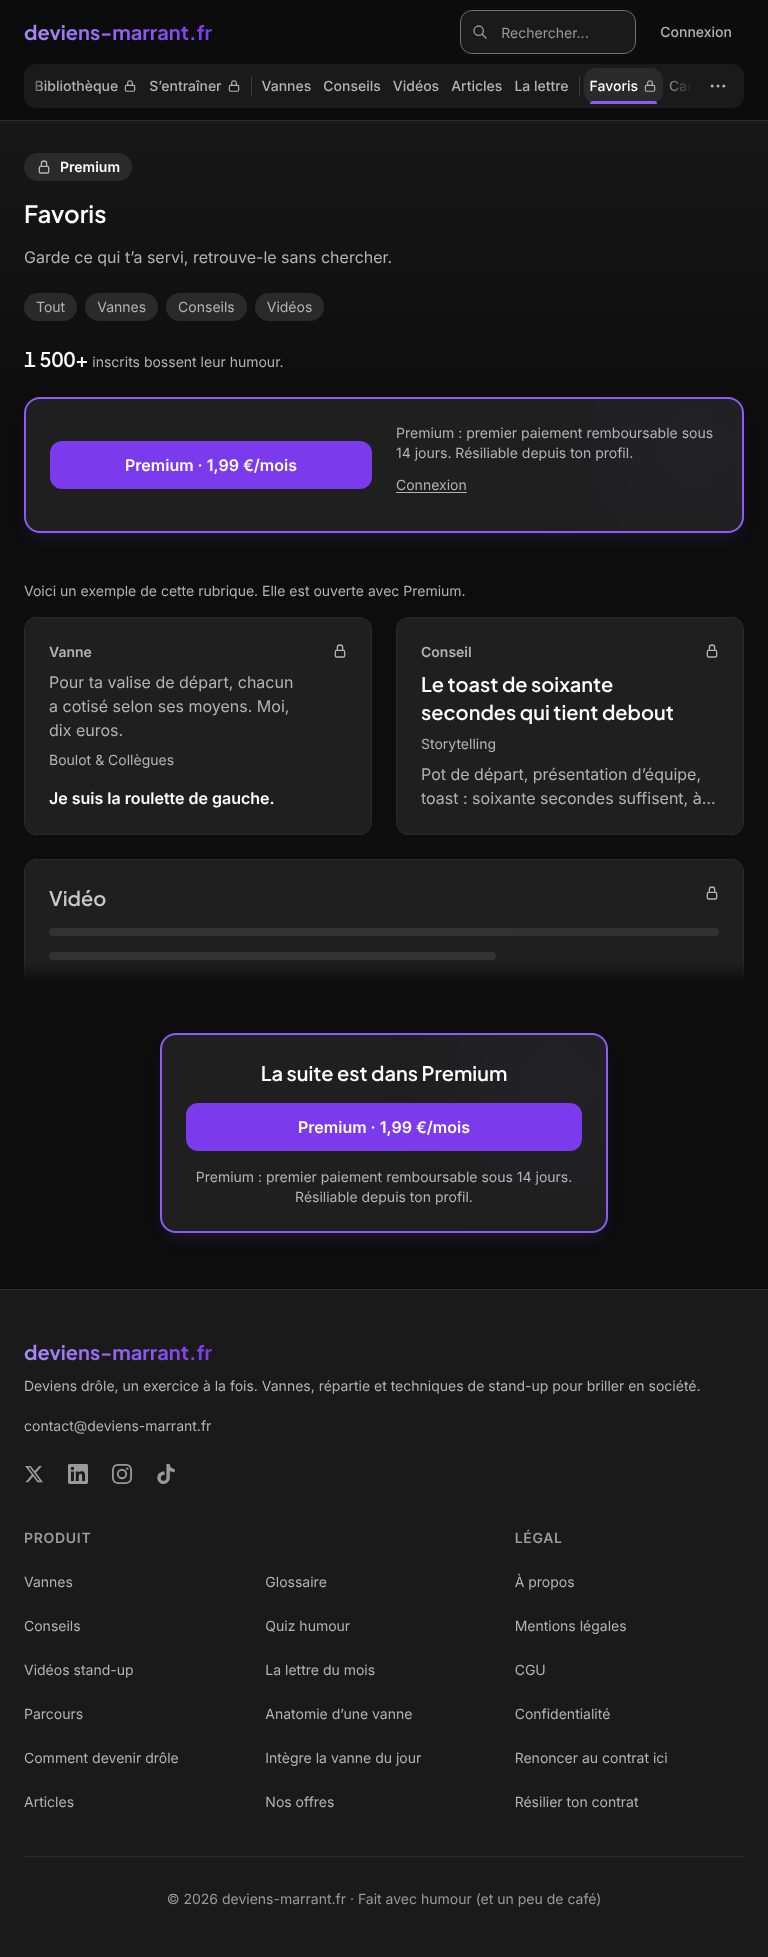 deviens-marrant.fr
Rechercher...
Connexion
Bibliothèque
S’entraîner
Vannes
Conseils
Vidéos
Articles
La lettre
Favoris
Premium
Favoris
Garde ce qui t’a servi, retrouve-le sans chercher.
Tout
Vannes
Conseils
Vidéos
1 500+ inscrits bossent leur humour.
Premium · 1,99 €/mois
Premium : premier paiement remboursable sous
14 jours. Résiliable depuis ton profil.
Connexion
Voici un exemple de cette rubrique. Elle est ouverte avec Premium.
Vanne
Pour ta valise de départ, chacun
a cotisé selon ses moyens. Moi,
dix euros.
Boulot & Collègues
Je suis la roulette de gauche.
Conseil
Le toast de soixante
secondes qui tient debout
Storytelling
Pot de départ, présentation d’équipe,
toast : soixante secondes suffisent, à…
Vidéo
La suite est dans Premium
Premium · 1,99 €/mois
Premium : premier paiement remboursable sous 14 jours.
Résiliable depuis ton profil.
deviens-marrant.fr
Deviens drôle, un exercice à la fois. Vannes, répartie et techniques de stand-up pour briller en société.
contact@deviens-marrant.fr
PRODUIT
Vannes
Conseils
Vidéos stand-up
Parcours
Comment devenir drôle
Articles
Glossaire
Quiz humour
La lettre du mois
Anatomie d’une vanne
Intègre la vanne du jour
Nos offres
LÉGAL
À propos
Mentions légales
CGU
Confidentialité
Renoncer au contrat ici
Résilier ton contrat
© 2026 deviens-marrant.fr · Fait avec humour (et un peu de café)